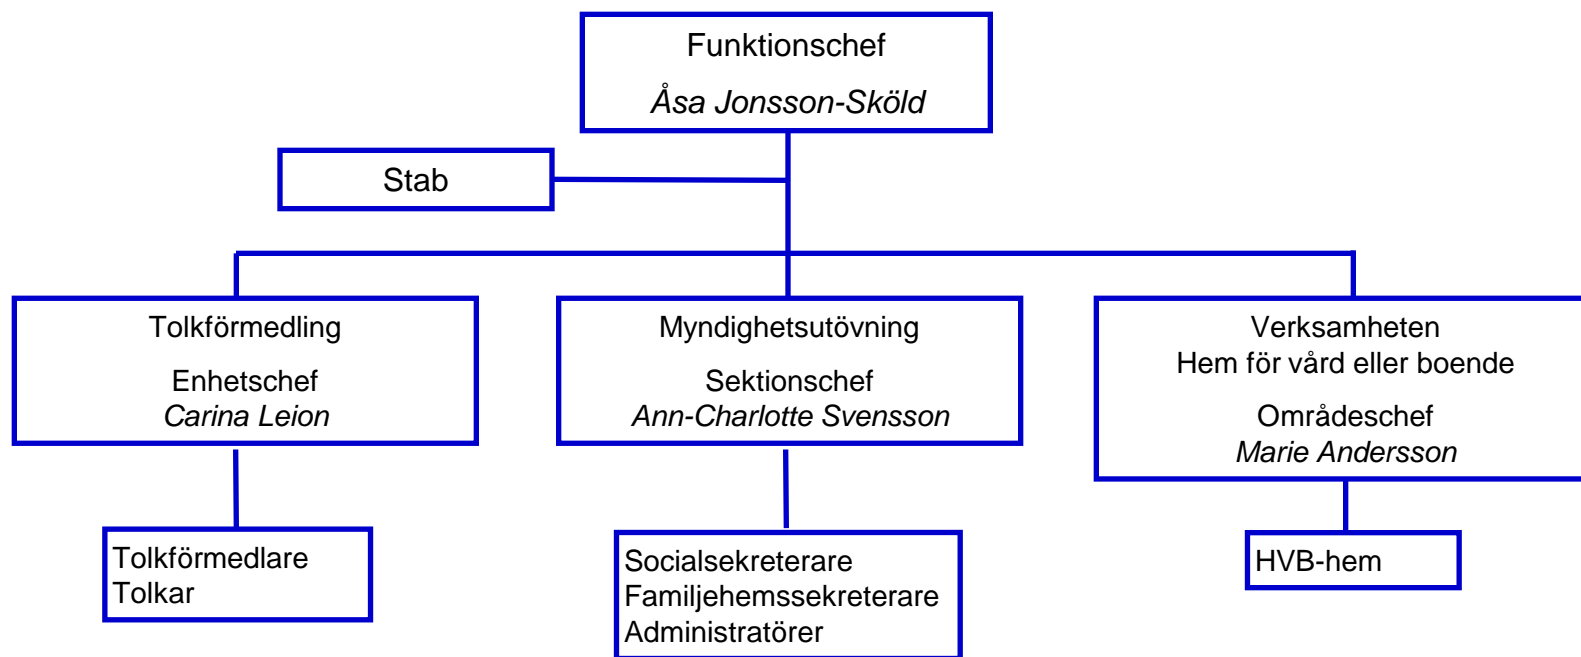 Funktionschef
Åsa Jonsson-Sköld
Stab
Tolkförmedling
Enhetschef
Carina Leion
Myndighetsutövning
Sektionschef
Ann-Charlotte Svensson
Verksamheten
Hem för vård eller boende
Områdeschef
Marie Andersson
Tolkförmedlare
Tolkar
Socialsekreterare
Familjehemssekreterare
Administratörer
HVB-hem